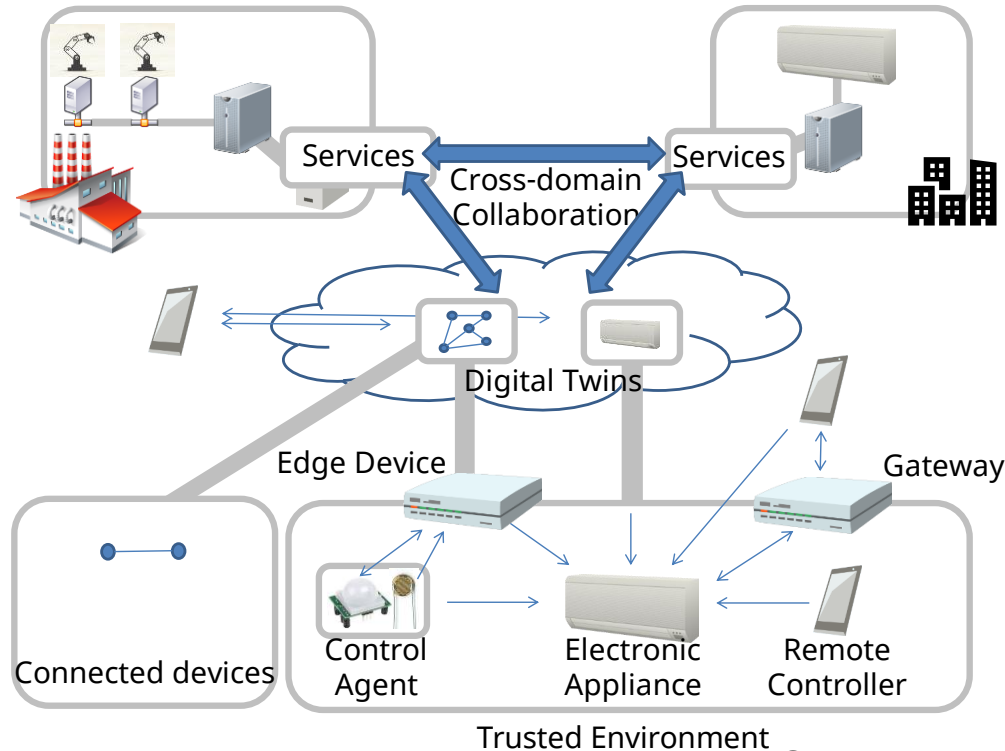 Services
Services
Cross-domain
Collaboration
Digital Twins
Edge Device
Gateway
Connected devices
Control
Agent
Electronic
Appliance
Remote
Controller
Trusted Environment